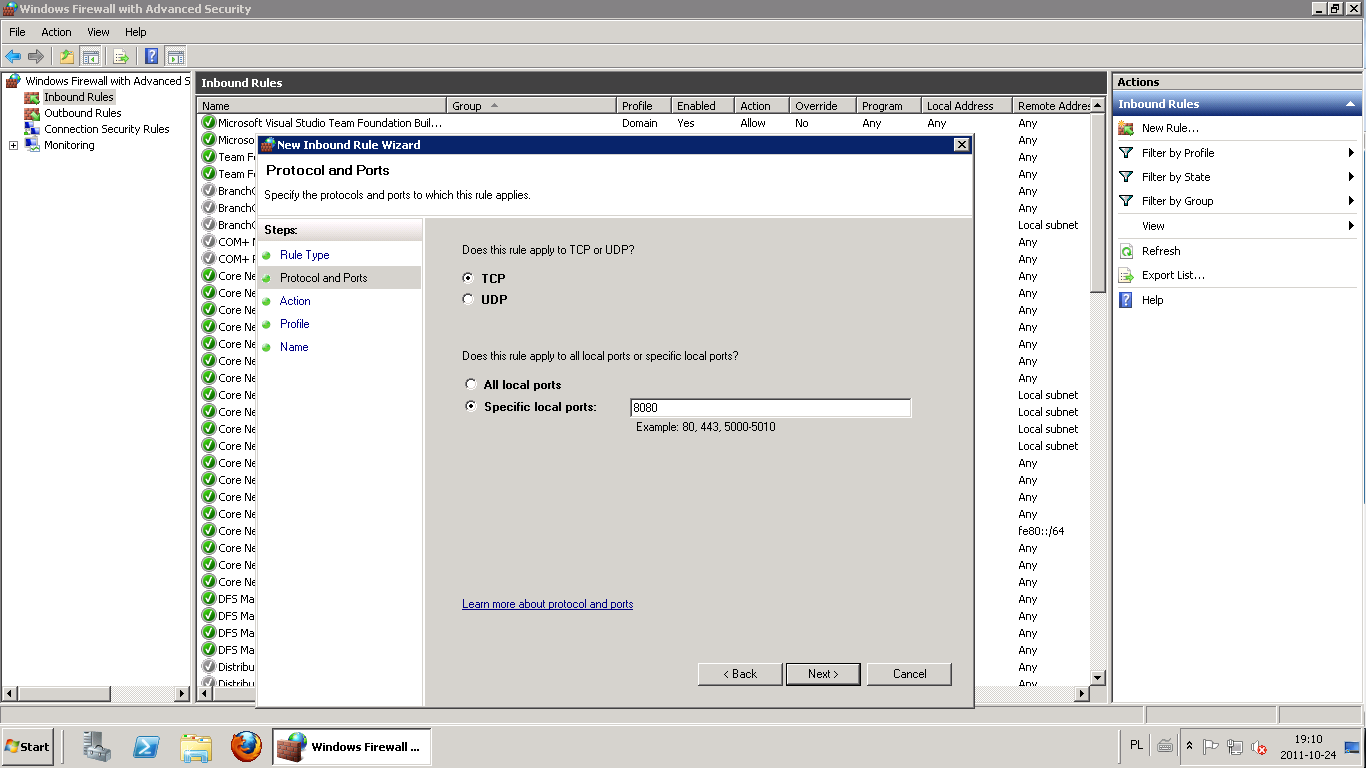 Windows Firewall with Advanced Security
File Action View Help
Windows Firewall with Advanced S
Inbound Rules
Outbound Rules
Connection Security Rules
Monitoring
Inbound Rules
Name Group Profile Enabled Action Override Program Local Address Remote Addres
Microsoft Visual Studio Team Foundation Buil... Domain Yes Allow No Any Any Any
Microso Any
Team Fo Any
Team Fo Any
BranchC Any
BranchC Any
BranchC Local subnet
COM+ N Any
COM+ R Any
Core Ne Any
Core Ne Any
Core Ne Any
Core Ne Any
Core Ne Any
Core Ne Any
Core Ne Any
Core Ne Local subnet
Core Ne Local subnet
Core Ne Local subnet
Core Ne Local subnet
Core Ne Any
Core Ne Any
Core Ne Any
Core Ne Any
Core Ne fe80::/64
Core Ne Any
Core Ne Any
Core Ne Any
DFS Ma Any
DFS Ma Any
DFS Ma Any
DFS Ma Any
Distribu Any
Distribu Any
New Inbound Rule Wizard
Protocol and Ports
Specify the protocols and ports to which this rule applies.
Steps:
Rule Type
Protocol and Ports
Action
Profile
Name
Does this rule apply to TCP or UDP?
TCP
UDP
Does this rule apply to all local ports or specific local ports?
All local ports
Specific local ports: 8080
Example: 80, 443, 5000-5010
Learn more about protocol and ports
< Back Next > Cancel
Actions
Inbound Rules
New Rule...
Filter by Profile
Filter by State
Filter by Group
View
Refresh
Export List...
Help
Start
Windows Firewall ...
PL
19:10
2011-10-24